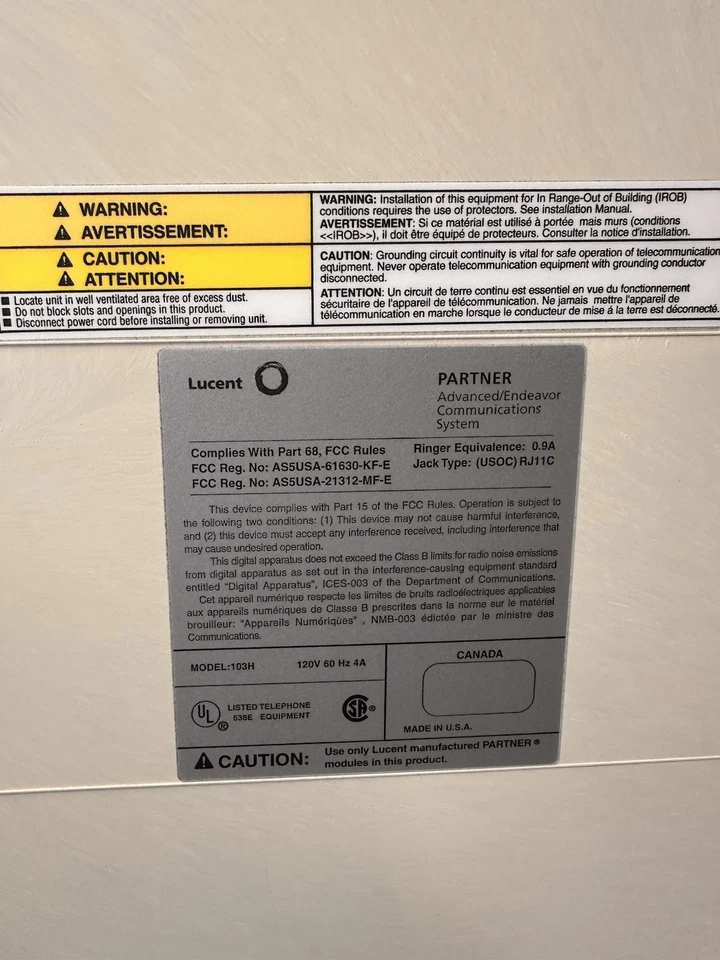 WARNING:
AVERTISSEMENT:
WARNING: Installation of this equipment for In Range-Out of Building (IROB)
conditions requires the use of protectors. See installation Manual.
AVERTISSEMENT: Si ce matérial est utilisé à portée mais murs (conditions
<<IROB>>), il doit être équipé de protecteurs. Consulter la notice d'installation.
CAUTION:
ATTENTION:
■ Locate unit in well ventilated area free of excess dust.
■ Do not block slots and openings in this product.
■ Disconnect power cord before installing or removing unit.
CAUTION: Grounding circuit continuity is vital for safe operation of telecommunication
equipment. Never operate telecommunication equipment with grounding conductor
disconnected.
ATTENTION: Un circuit de terre continu est essentiel en vue du fonctionnement
sécuritaire de l'appareil de télécommunication. Ne jamais mettre l'appareil de
télécommunication en marche lorsque le conducteur de mise á la terre est déconnecté.
Lucent
PARTNER
Advanced/Endeavor
Communications
System
Complies With Part 68, FCC Rules
FCC Reg. No: AS5USA-61630-KF-E
FCC Reg. No: AS5USA-21312-MF-E
Ringer Equivalence: 0.9A
Jack Type: (USOC) RJ11C
This device complies with Part 15 of the FCC Rules. Operation is subject to
the following two conditions: (1) This device may not cause harmful interference,
and (2) this device must accept any interference received, including interference that
may cause undesired operation.
This digital apparatus does not exceed the Class B limits for radio noise emissions
from digital apparatus as set out in the interference-causing equipment standard
entitled "Digital Apparatus", ICES-003 of the Department of Communications.
Cet appareil numérique respecte les limites de bruits radioélectriques applicables
aux appareils numériques de Classe B prescrites dans la norme sur le matériel
brouilleur: "Appareils Numériqùes" , NMB-003 édictée par le ministre des
Communications.
MODEL:103H 120V 60 Hz 4A
CANADA
UL ®
LISTED TELEPHONE
538E EQUIPMENT
SA ®
MADE IN U.S.A.
CAUTION: Use only Lucent manufactured PARTNER ®
modules in this product.